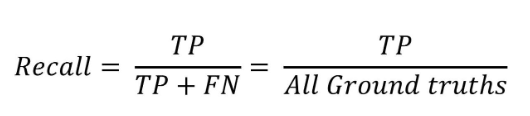 Recall = TP / TP + FN = TP / All Ground truths